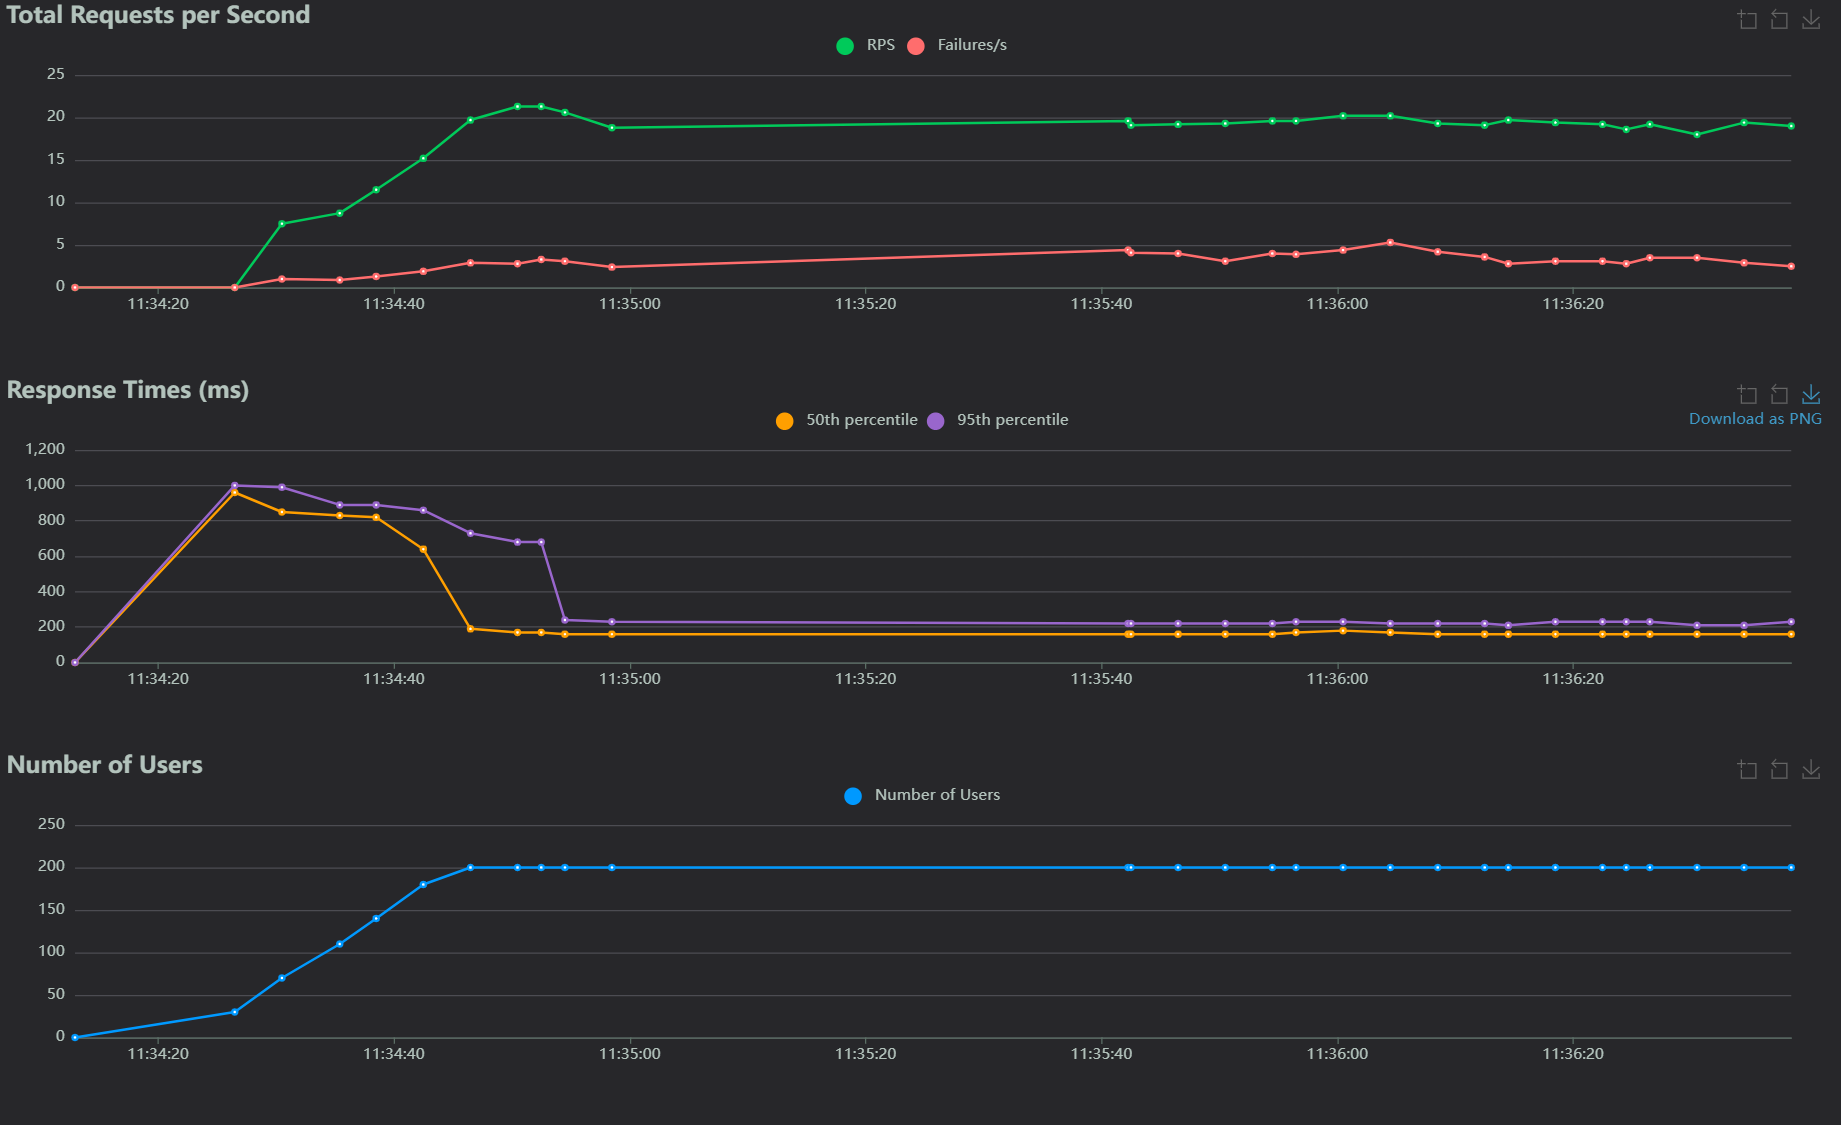 Total Requests per Second
RPS Failures/s
25
20
15
10
5
0
11:34:20 11:34:40 11:35:00 11:35:20 11:35:40 11:36:00 11:36:20
Response Times (ms)
50th percentile 95th percentile
Download as PNG
1,200
1,000
800
600
400
200
0
11:34:20 11:34:40 11:35:00 11:35:20 11:35:40 11:36:00 11:36:20
Number of Users
Number of Users
250
200
150
100
50
0
11:34:20 11:34:40 11:35:00 11:35:20 11:35:40 11:36:00 11:36:20